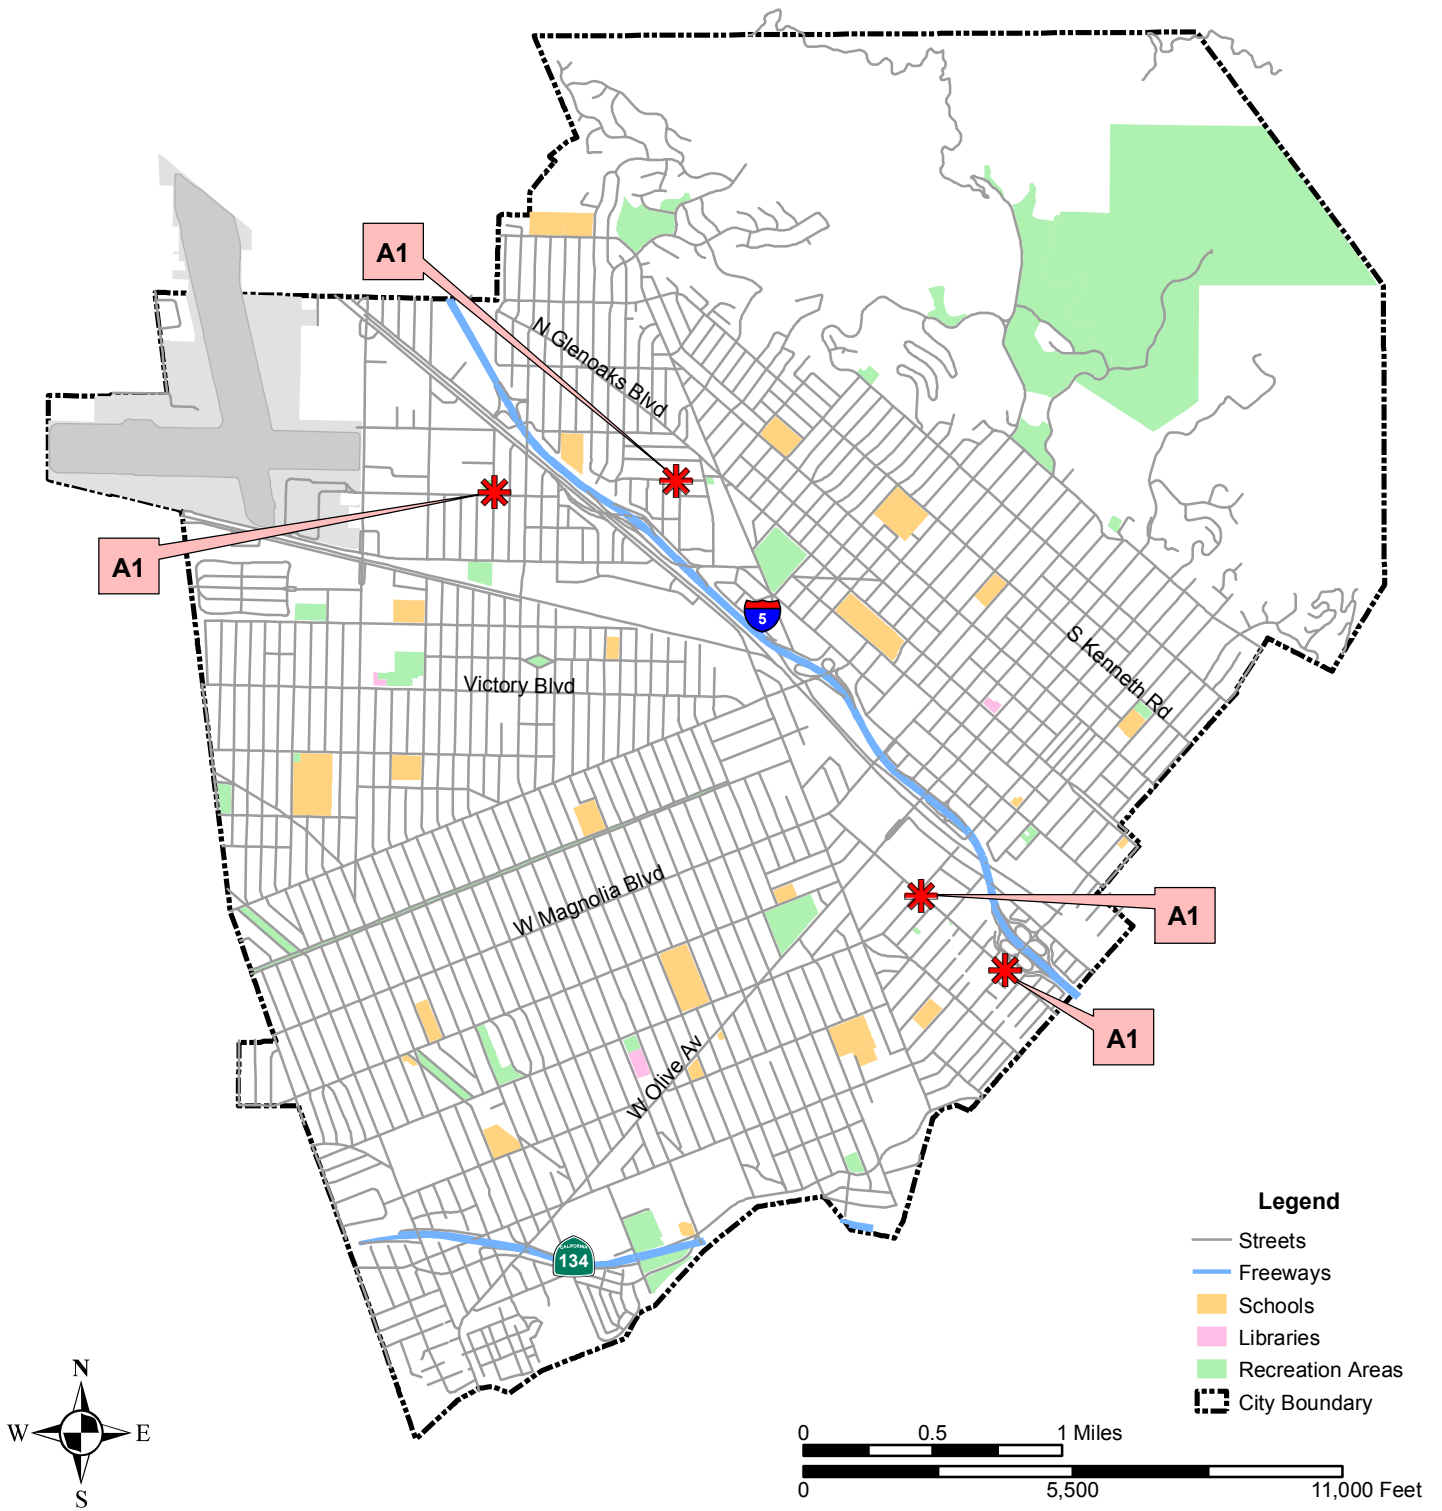 A1
N Glenoaks Blvd
A1
5
S Kenneth Rd
Victory Blvd
W Magnolia Blvd
A1
A1
W Olive Av
CALIFORNIA
134
Legend
Streets
Freeways
Schools
Libraries
Recreation Areas
City Boundary
N
W E
S
0 0.5 1 Miles
0 5,500 11,000 Feet